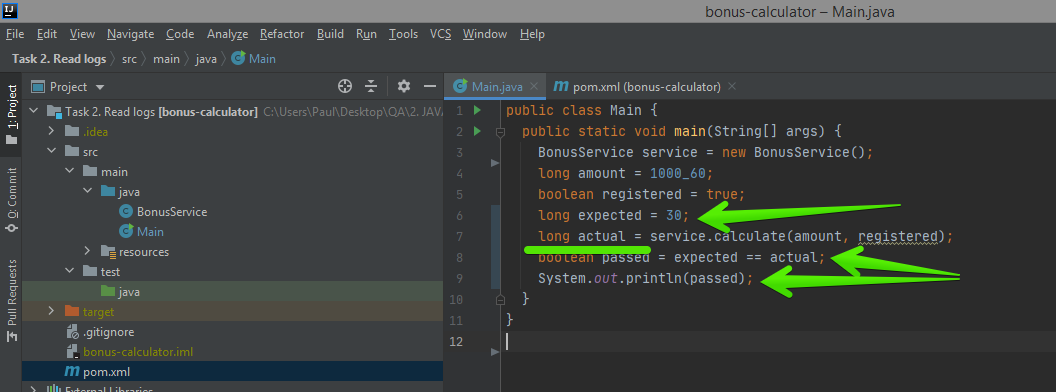 IJ
bonus-calculator – Main.java
File Edit View Navigate Code Analyze Refactor Build Run Tools VCS Window Help
Task 2. Read logs src main java Main
1: Project
0: Commit
Pull Requests
Project
Task 2. Read logs [bonus-calculator] C:\Users\Paul\Desktop\QA\2. JAVA
.idea
src
main
java
BonusService
Main
resources
test
java
target
.gitignore
bonus-calculator.iml
pom.xml
External Libraries
Main.java pom.xml (bonus-calculator)
1 public class Main {
2 public static void main(String[] args) {
3 BonusService service = new BonusService();
4 long amount = 1000_60;
5 boolean registered = true;
6 long expected = 30;
7 long actual = service.calculate(amount, registered);
8 boolean passed = expected == actual;
9 System.out.println(passed);
10 }
11 }
12